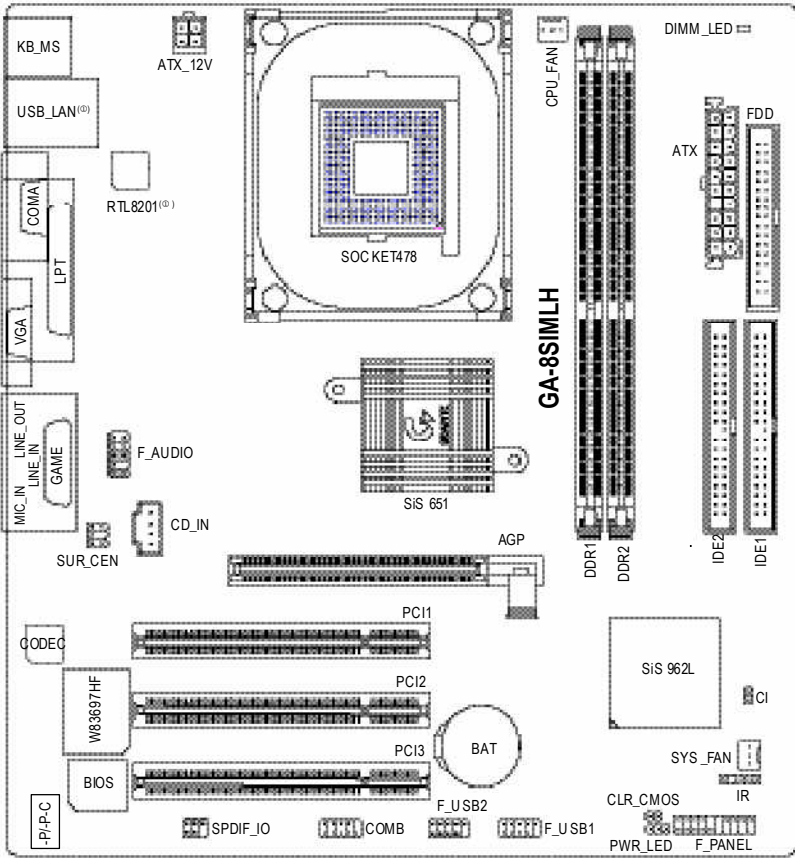 KB_MS
ATX_12V
CPU_FAN
DIMM_LED
USB_LAN(①)
FDD
ATX
RTL8201(①)
COMA
LPT
SOCKET478
VGA
GA-8SIMLH
LINE_OUT
MIC_IN
LINE_IN
GAME
F_AUDIO
SiS 651
CD_IN
SUR_CEN
AGP
DDR1
DDR2
IDE2
IDE1
PCI1
CODEC
SiS 962L
W83697HF
PCI2
CI
PCI3
BAT
SYS_FAN
BIOS
IR
CLR_CMOS
-P/-P-C
SPDIF_IO
COMB
F_USB2
F_USB1
PWR_LED
F_PANEL